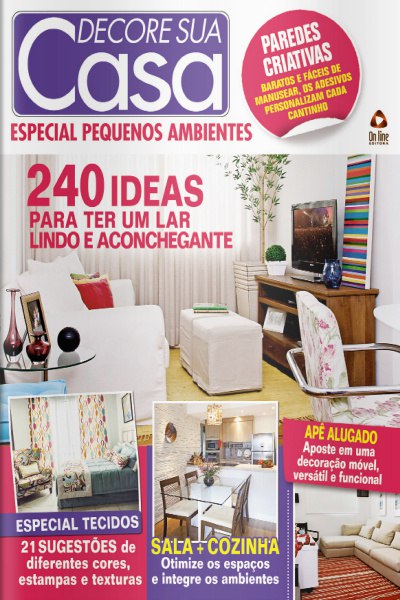 DECORE SUA
Casa
ESPECIAL PEQUENOS AMBIENTES
PAREDES
CRIATIVAS
BARATOS E FÁCEIS DE
MANUSEAR, OS ADESIVOS
PERSONALIZAM CADA
CANTINHO
On line
EDITORA
240 IDEAS
PARA TER UM LAR
LINDO E ACONCHEGANTE
APÊ ALUGADO
Aposte em uma
decoração móvel,
versátil e funcional
ESPECIAL TECIDOS
21 SUGESTÕES de
diferentes cores,
estampas e texturas
SALA + COZINHA
Otimize os espaços
e integre os ambientes